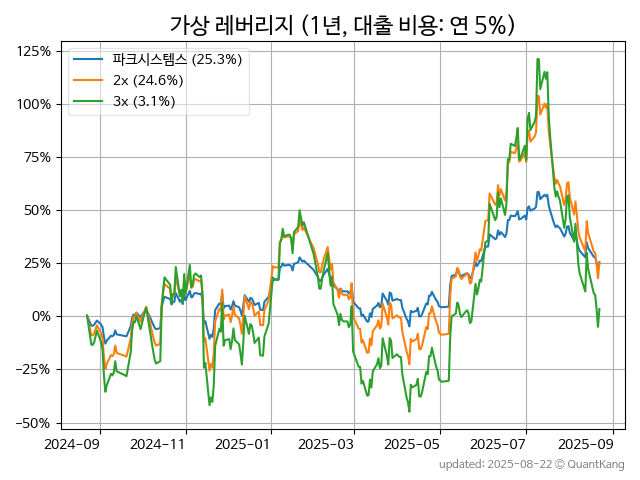 가상 레버리지 (1년, 대출 비용: 연 5%)
파크시스템스 (25.3%)
2x (24.6%)
3x (3.1%)
125%
100%
75%
50%
25%
0%
−25%
−50%
2024-09 2024-11 2025-01 2025-03 2025-05 2025-07 2025-09
updated: 2025-08-22 © QuantKang